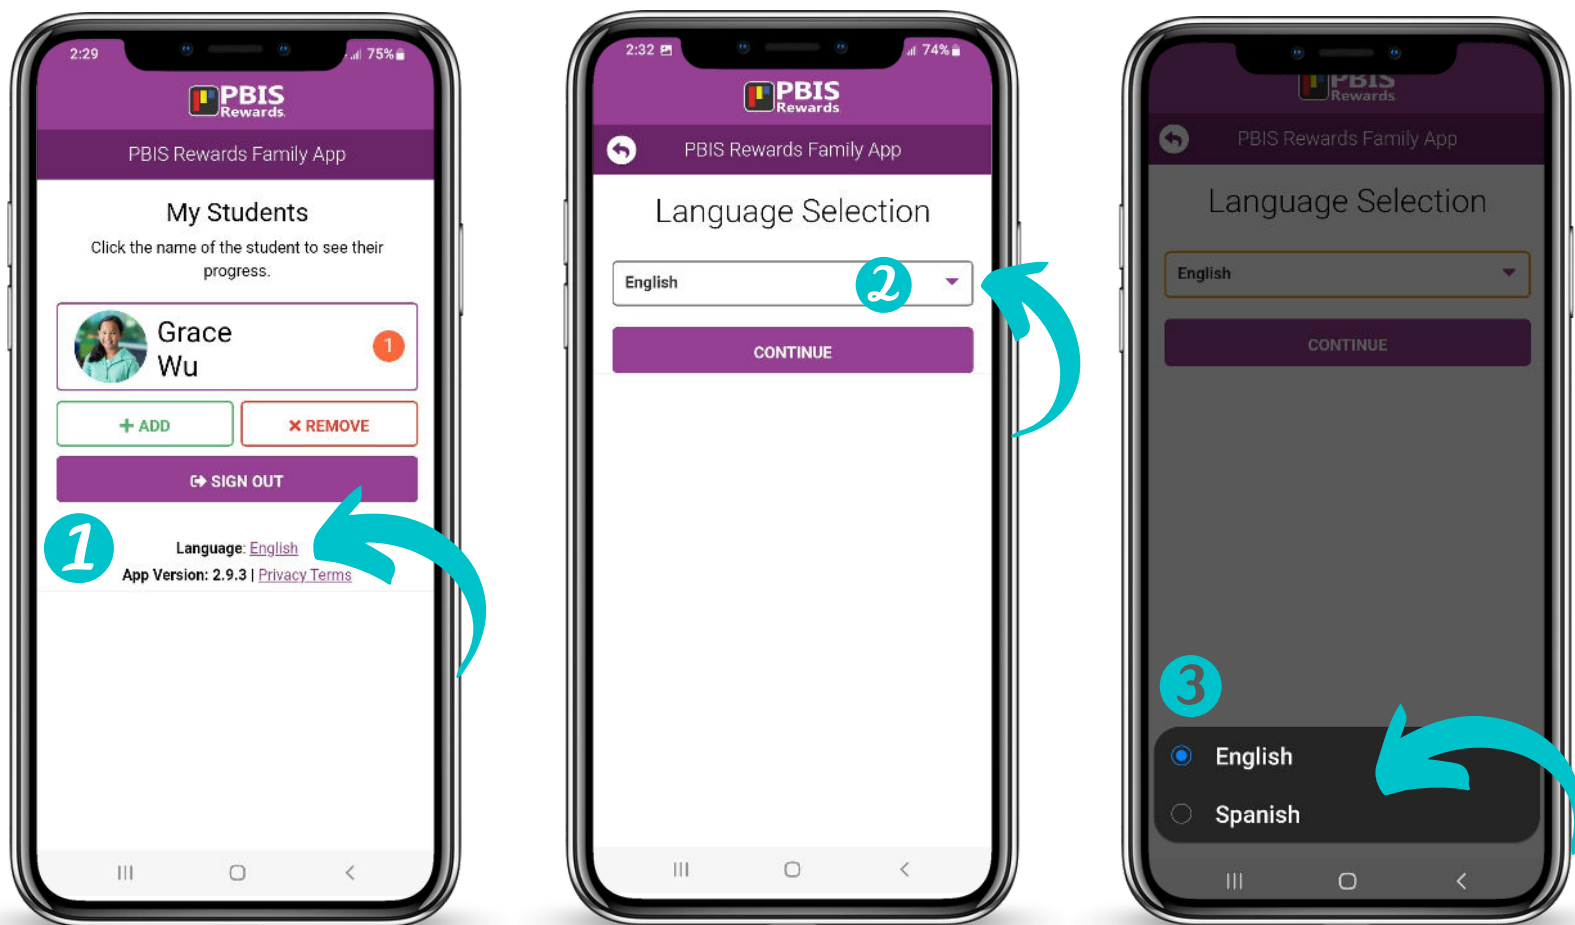 2:29
75%
PBIS
Rewards
PBIS Rewards Family App
My Students
Click the name of the student to see their
progress.
Grace
Wu
1
+ ADD
× REMOVE
SIGN OUT
1
Language: English
App Version: 2.9.3 | Privacy Terms
2:32
74%
PBIS
Rewards
PBIS Rewards Family App
Language Selection
English
2
CONTINUE
PBIS
Rewards
PBIS Rewards Family App
Language Selection
English
CONTINUE
3
English
Spanish